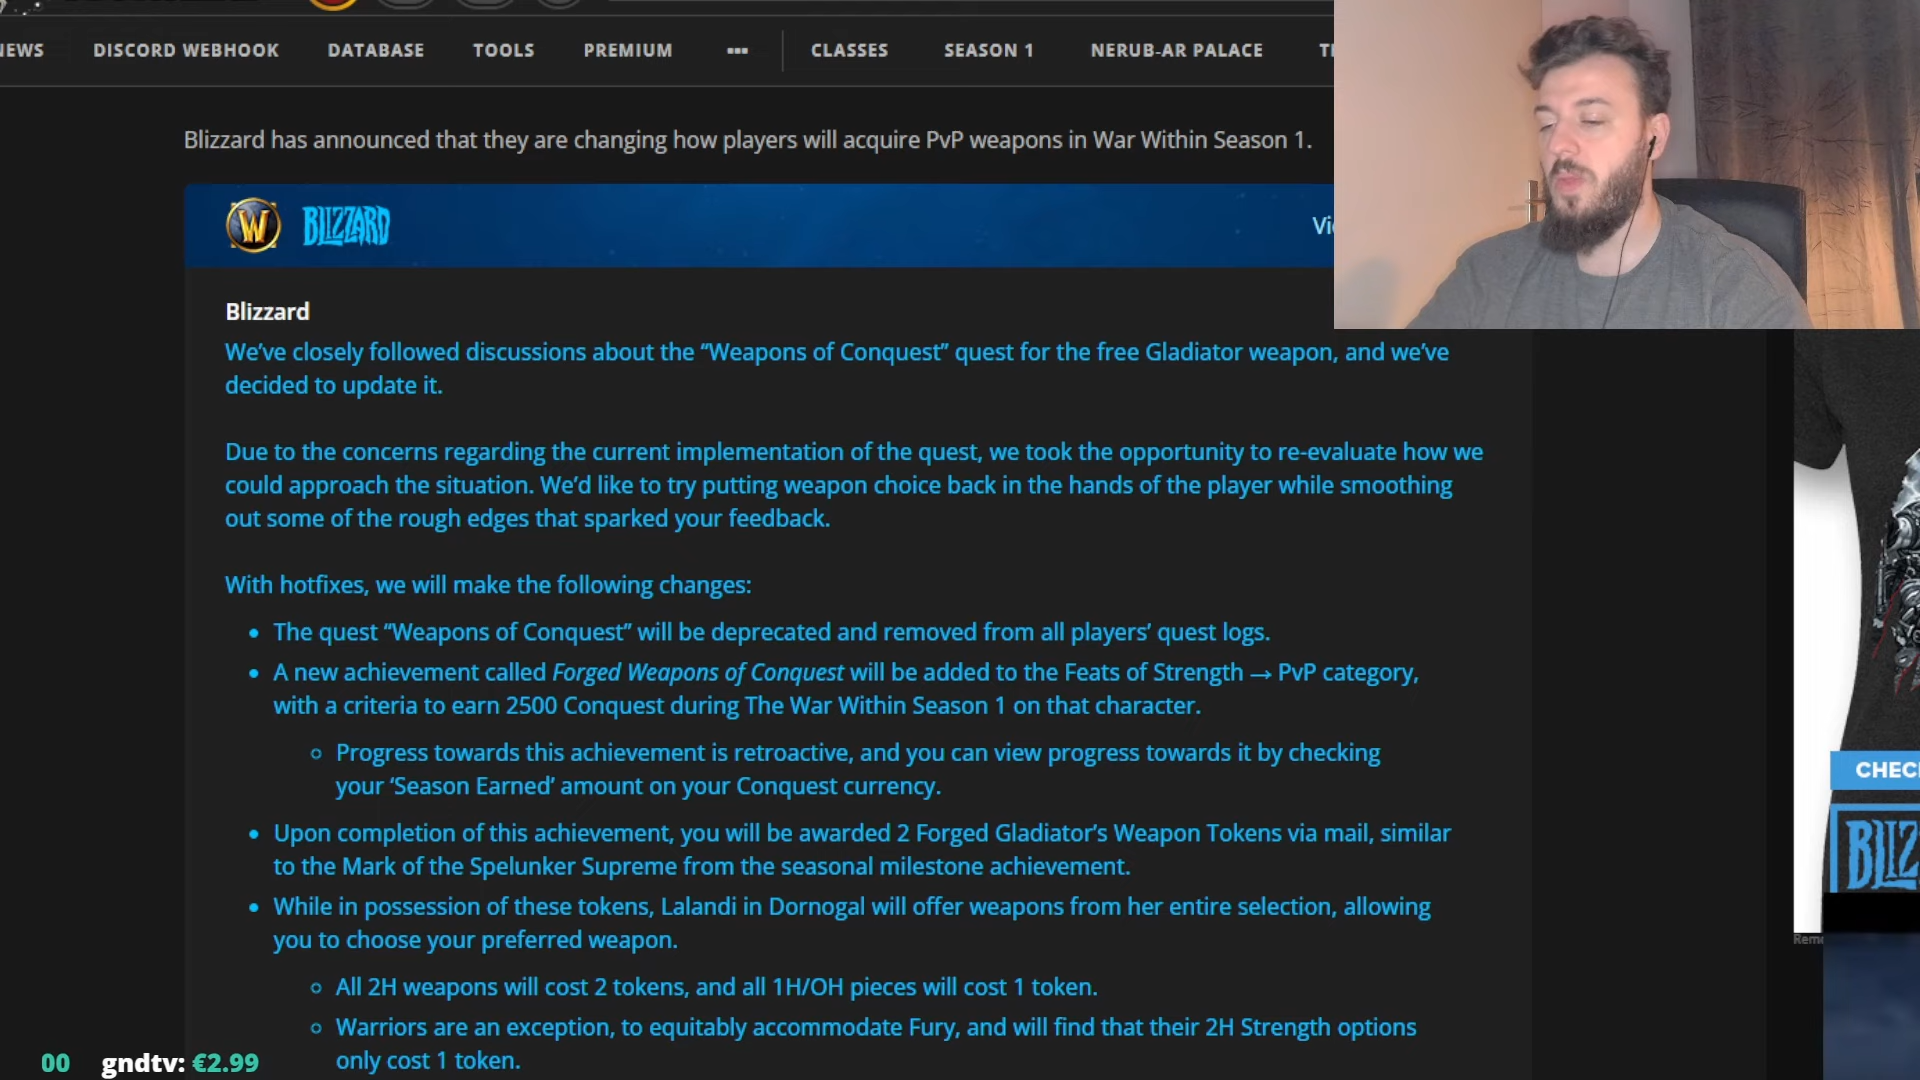 NEWS DISCORD WEBHOOK DATABASE TOOLS PREMIUM ••• CLASSES SEASON 1 NERUB-AR PALACE
Blizzard has announced that they are changing how players will acquire PvP weapons in War Within Season 1.
W BLIZZARD
Blizzard
We’ve closely followed discussions about the “Weapons of Conquest” quest for the free Gladiator weapon, and we’ve
decided to update it.
Due to the concerns regarding the current implementation of the quest, we took the opportunity to re-evaluate how we
could approach the situation. We’d like to try putting weapon choice back in the hands of the player while smoothing
out some of the rough edges that sparked your feedback.
With hotfixes, we will make the following changes:
• The quest “Weapons of Conquest” will be deprecated and removed from all players’ quest logs.
• A new achievement called Forged Weapons of Conquest will be added to the Feats of Strength → PvP category,
with a criteria to earn 2500 Conquest during The War Within Season 1 on that character.
◦ Progress towards this achievement is retroactive, and you can view progress towards it by checking
your ‘Season Earned’ amount on your Conquest currency.
• Upon completion of this achievement, you will be awarded 2 Forged Gladiator’s Weapon Tokens via mail, similar
to the Mark of the Spelunker Supreme from the seasonal milestone achievement.
• While in possession of these tokens, Lalandi in Dornogal will offer weapons from her entire selection, allowing
you to choose your preferred weapon.
◦ All 2H weapons will cost 2 tokens, and all 1H/OH pieces will cost 1 token.
◦ Warriors are an exception, to equitably accommodate Fury, and will find that their 2H Strength options
only cost 1 token.
00 gndtv: €2.99